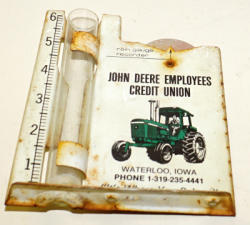 6
5
4
3
2
1
rain gauge
recorder
JOHN DEERE EMPLOYEES
CREDIT UNION
WATERLOO, IOWA
PHONE 1-319-235-4441